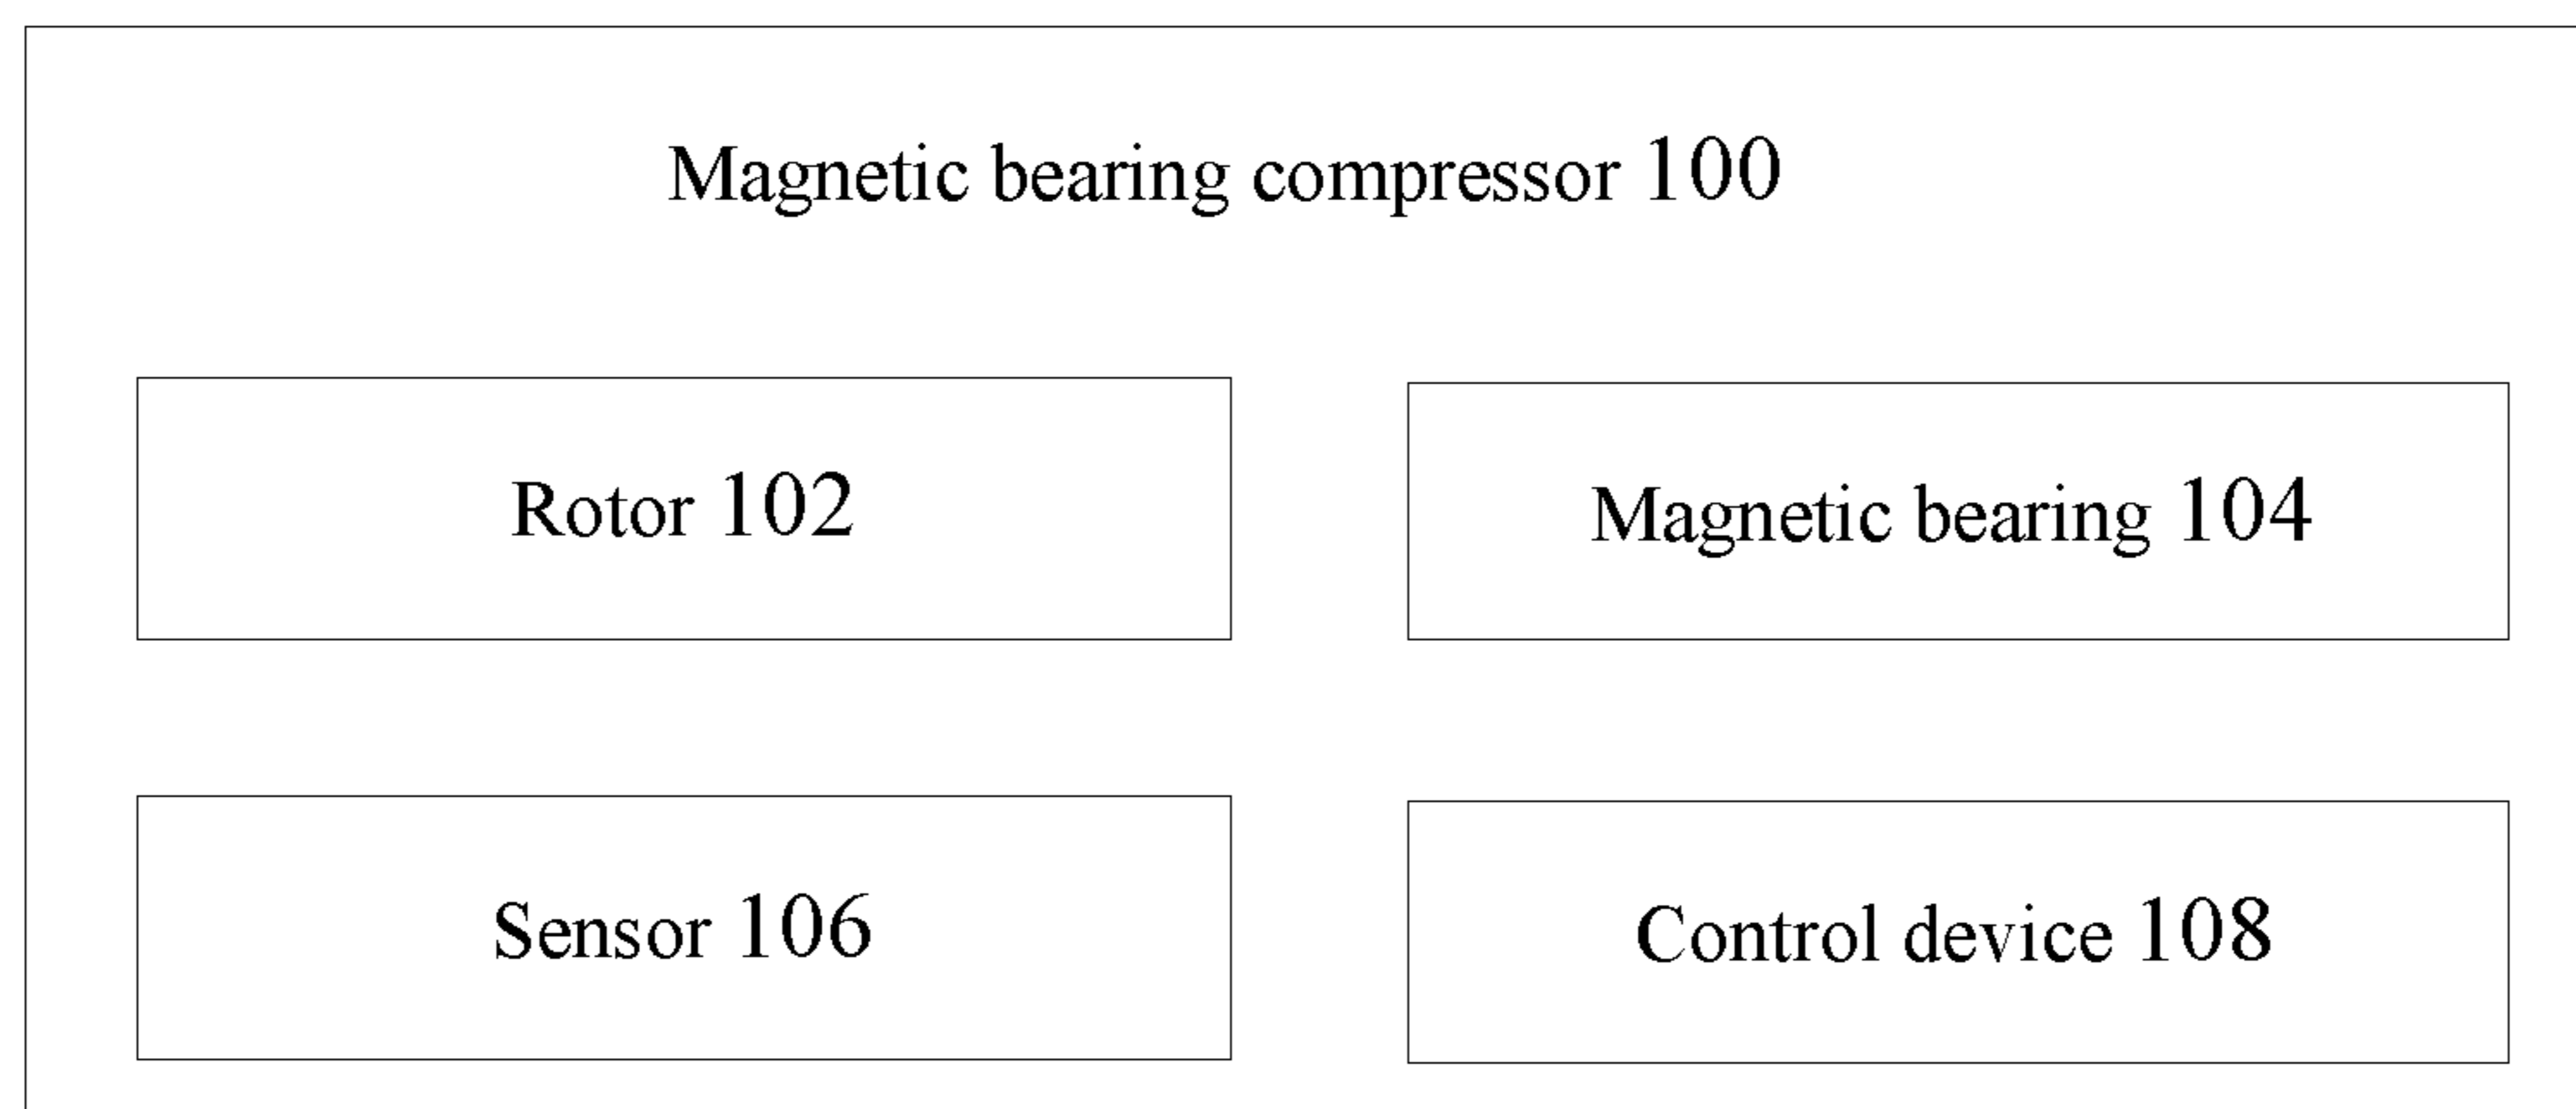 Magnetic bearing compressor 100
Rotor 102
Magnetic bearing 104
Sensor 106
Control device 108